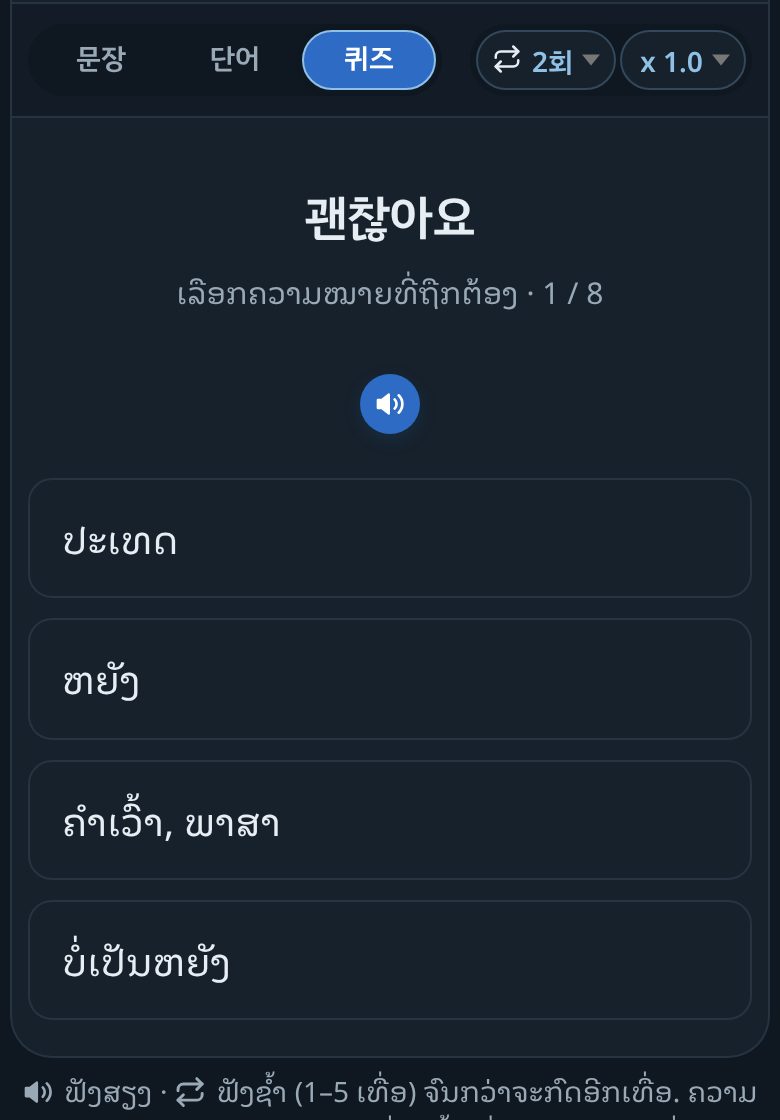 문장 단어 퀴즈 2회 x 1.0
괜찮아요
ເລືອກຄວາມໝາຍທີ່ຖືກຕ້ອງ · 1 / 8
ປະເທດ
ຫຍັງ
ຄຳເວົ້າ, ພາສາ
ບໍ່ເປັນຫຍັງ
ຟັງສຽງ · ຟັງຊ້ຳ (1–5 ເທື່ອ) ຈົນກວ່າຈະກົດອີກເທື່ອ. ຄວາມ